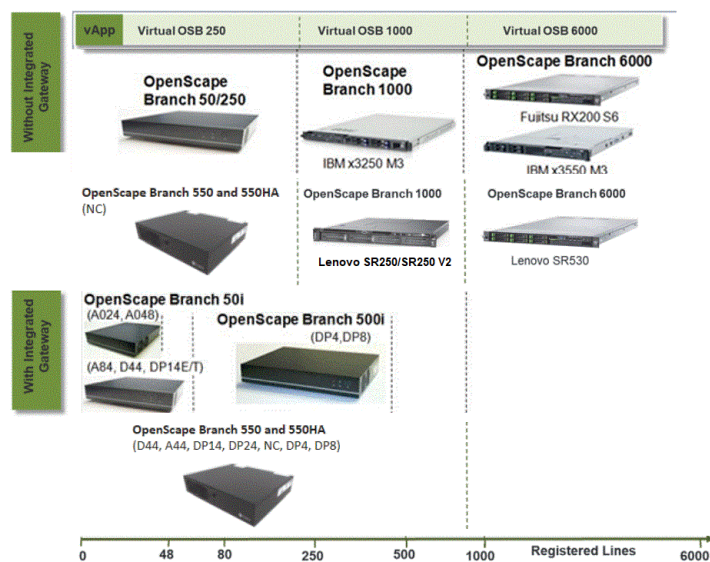 vApp
Virtual OSB 250
Virtual OSB 1000
Virtual OSB 6000
Without Integrated
Gateway
OpenScape
Branch 50/250
OpenScape
Branch 1000
IBM x3250 M3
OpenScape Branch 6000
Fujitsu RX200 S6
IBM x3550 M3
OpenScape Branch 550 and 550HA
(NC)
OpenScape Branch 1000
Lenovo SR250/SR250 V2
OpenScape Branch 6000
Lenovo SR530
With Integrated
Gateway
OpenScape Branch 50i
(A024, A048)
(A84, D44, DP14E/T)
OpenScape Branch 500i
(DP4,DP8)
OpenScape Branch 550 and 550HA
(D44, A44, DP14, DP24, NC, DP4, DP8)
0
48
80
250
500
1000
Registered Lines
6000